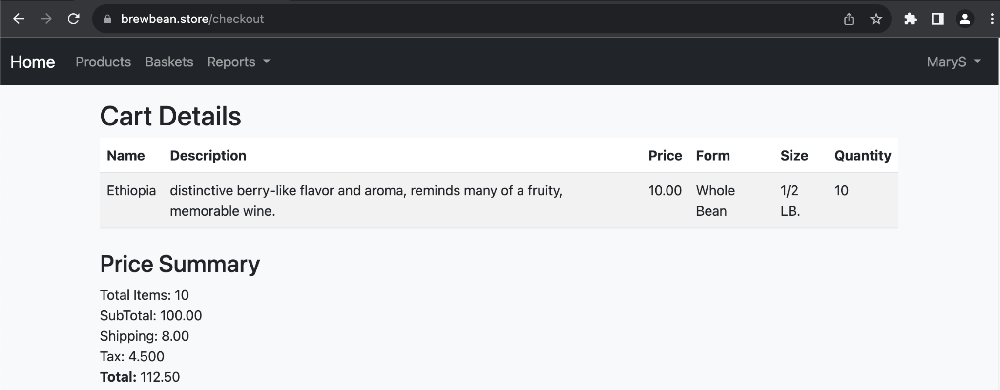 brewbean.store/checkout
Home Products Baskets Reports MaryS
Cart Details
Name Description Price Form Size Quantity
Ethiopia distinctive berry-like flavor and aroma, reminds many of a fruity, 10.00 Whole 1/2 10
memorable wine. Bean LB.
Price Summary
Total Items: 10
SubTotal: 100.00
Shipping: 8.00
Tax: 4.500
Total: 112.50